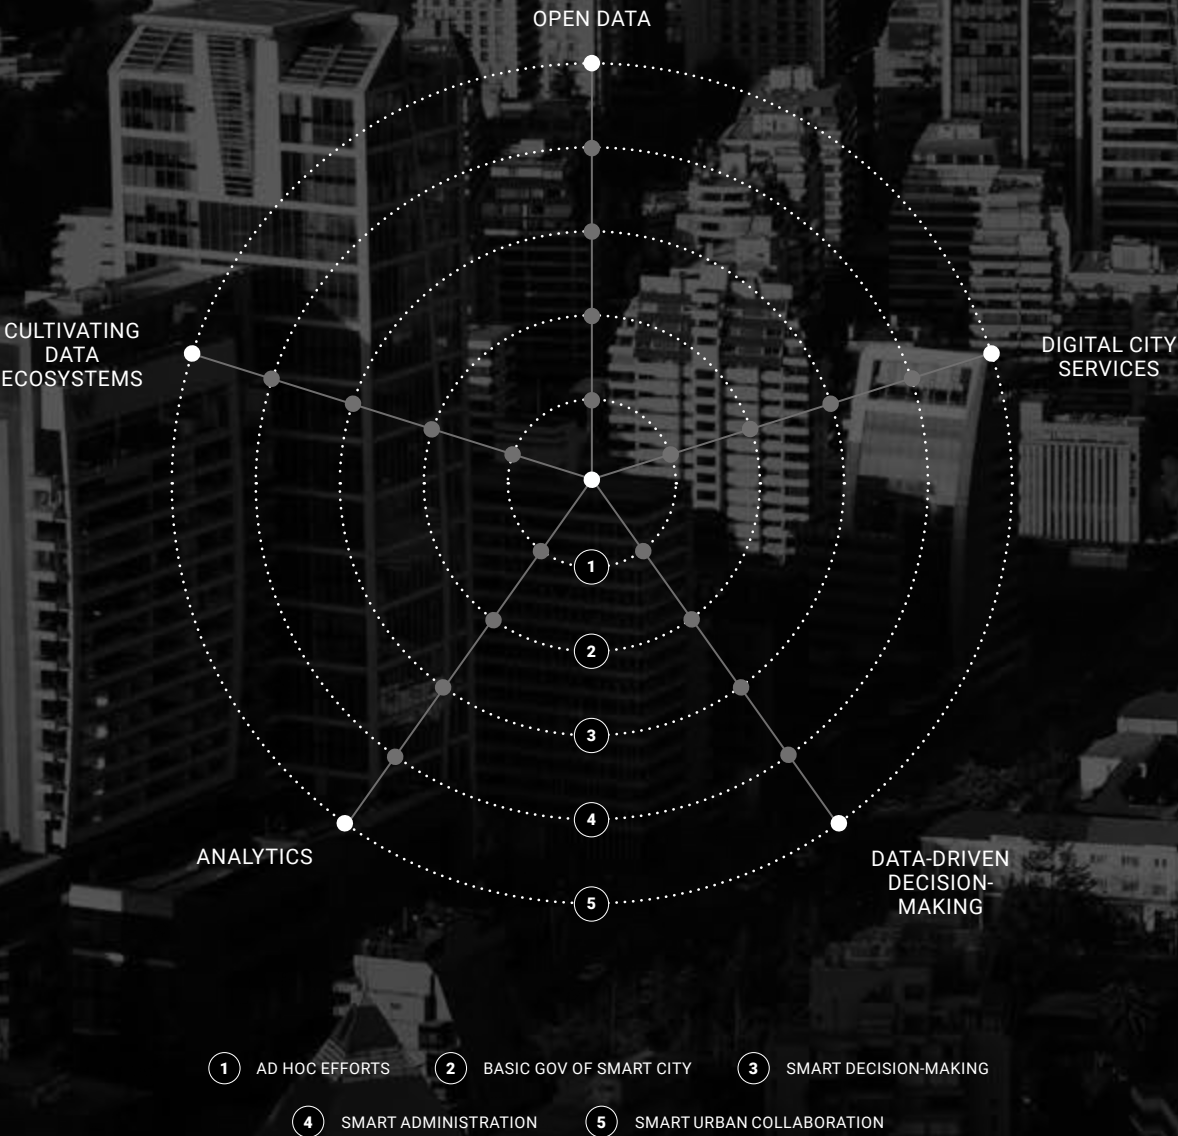 OPEN DATA
CULTIVATING
DATA
ECOSYSTEMS
DIGITAL CITY
SERVICES
1
2
3
4
5
ANALYTICS
DATA-DRIVEN
DECISION-
MAKING
1 AD HOC EFFORTS 2 BASIC GOV OF SMART CITY 3 SMART DECISION-MAKING
4 SMART ADMINISTRATION 5 SMART URBAN COLLABORATION